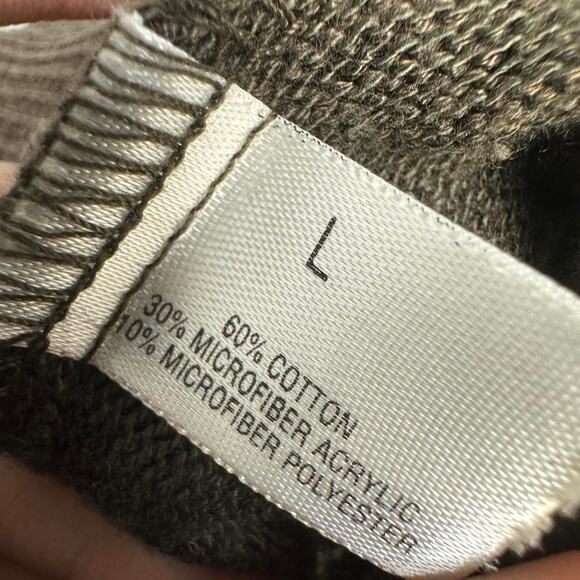 L
60% COTTON
30% MICROFIBER ACRYLIC
10% MICROFIBER POLYESTER